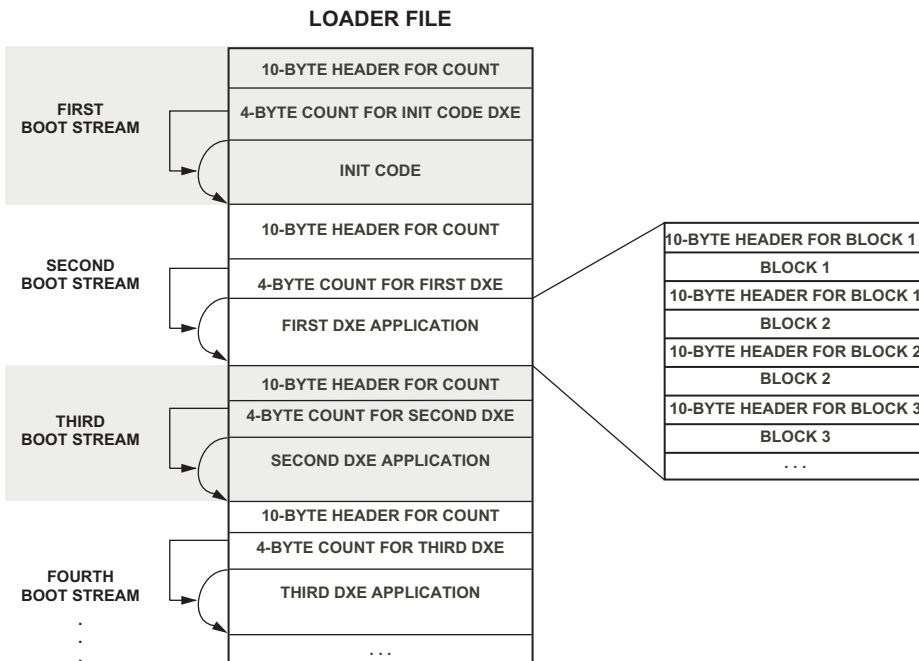 LOADER FILE
FIRST
BOOT STREAM
10-BYTE HEADER FOR COUNT
4-BYTE COUNT FOR INIT CODE DXE
INIT CODE
SECOND
BOOT STREAM
10-BYTE HEADER FOR COUNT
4-BYTE COUNT FOR FIRST DXE
FIRST DXE APPLICATION
THIRD
BOOT STREAM
10-BYTE HEADER FOR COUNT
4-BYTE COUNT FOR SECOND DXE
SECOND DXE APPLICATION
FOURTH
BOOT STREAM
.
.
.
10-BYTE HEADER FOR COUNT
4-BYTE COUNT FOR THIRD DXE
THIRD DXE APPLICATION
. . .
10-BYTE HEADER FOR BLOCK 1
BLOCK 1
10-BYTE HEADER FOR BLOCK 1
BLOCK 2
10-BYTE HEADER FOR BLOCK 2
BLOCK 2
10-BYTE HEADER FOR BLOCK 3
BLOCK 3
. . .